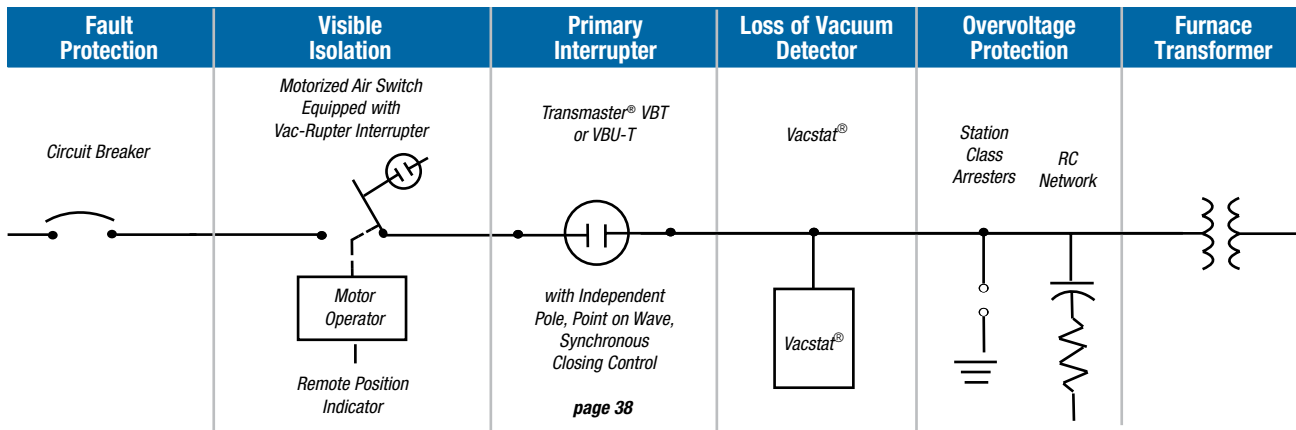 Fault
Protection
Visible
Isolation
Primary
Interrupter
Loss of Vacuum
Detector
Overvoltage
Protection
Furnace
Transformer
Circuit Breaker
Motorized Air Switch
Equipped with
Vac-Rupter Interrupter
Motor
Operator
Remote Position
Indicator
Transmaster® VBT
or VBU-T
with Independent
Pole, Point on Wave,
Synchronous
Closing Control
page 38
Vacstat®
Vacstat®
Station
Class
Arresters
RC
Network